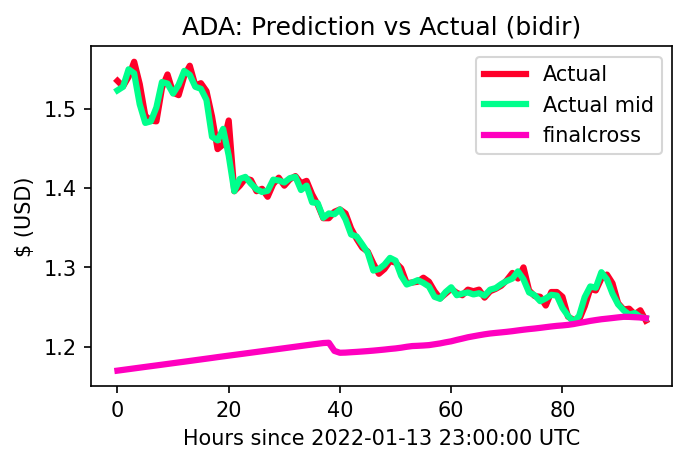 ADA: Prediction vs Actual (bidir)
Actual
Actual mid
finalcross
$ (USD)
1.5
1.4
1.3
1.2
0 20 40 60 80
Hours since 2022-01-13 23:00:00 UTC